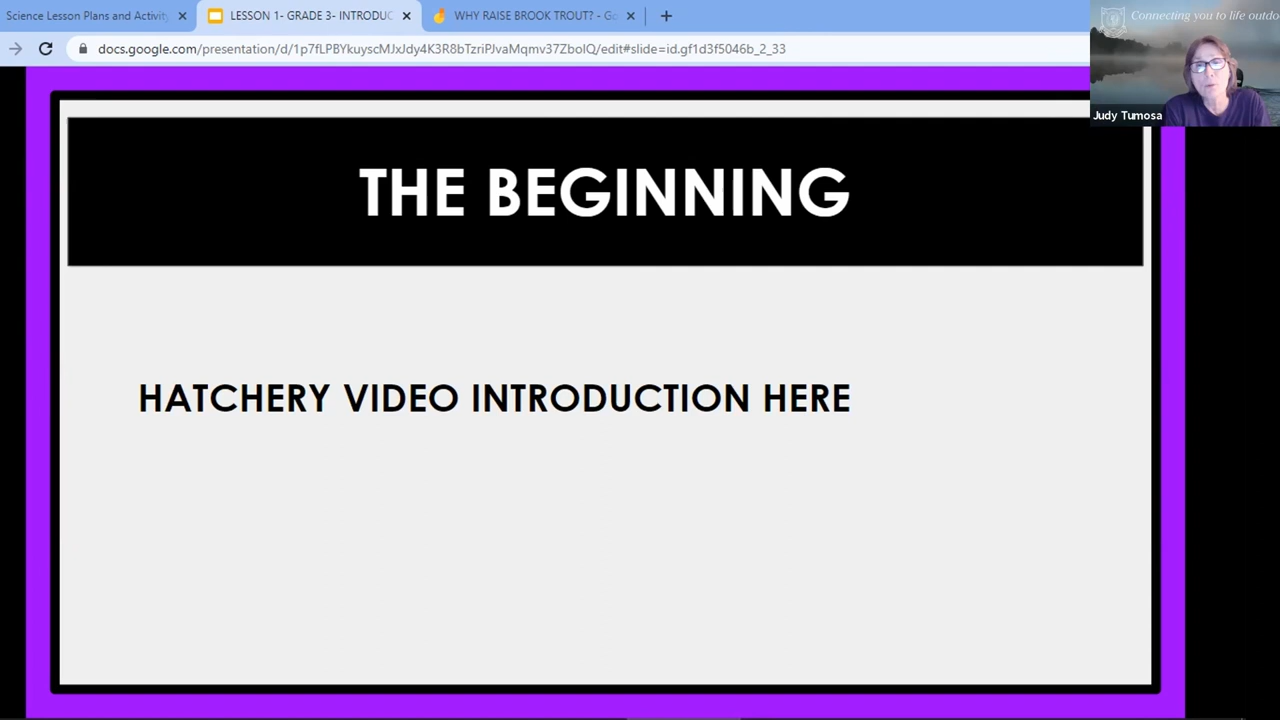 Science Lesson Plans and Activit
LESSON 1- GRADE 3- INTRODUC
WHY RAISE BROOK TROUT? - Go
docs.google.com/presentation/d/1p7fLPBYkuyscMJxJdy4K3R8bTzriPJvaMqmv37ZboIQ/edit#slide=id.gf1d3f5046b_2_33
Connecting you to life outdo
Judy Tumosa
THE BEGINNING
HATCHERY VIDEO INTRODUCTION HERE